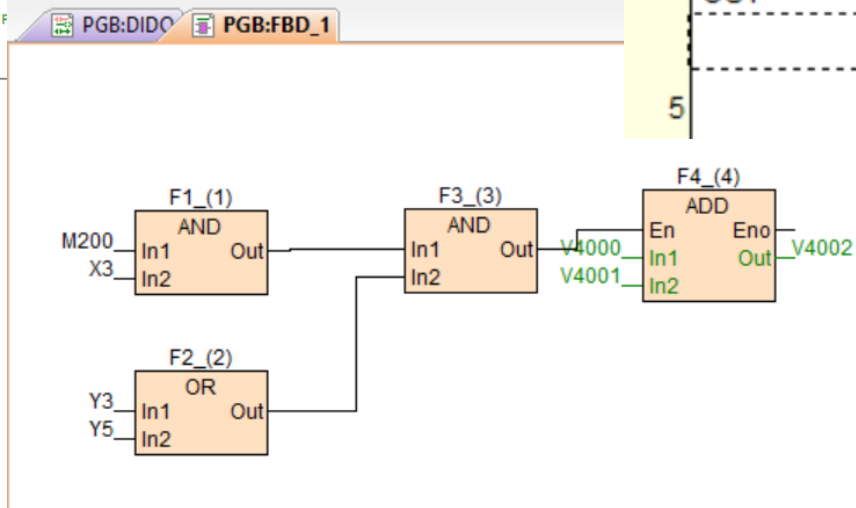 PGB:DIDO
PGB:FBD_1
5
F1_(1)
AND
M200
In1
Out
X3
In2
F2_(2)
OR
Y3
In1
Out
Y5
In2
F3_(3)
AND
In1
Out
In2
F4_(4)
ADD
En
Eno
V4000
In1
Out
V4002
V4001
In2